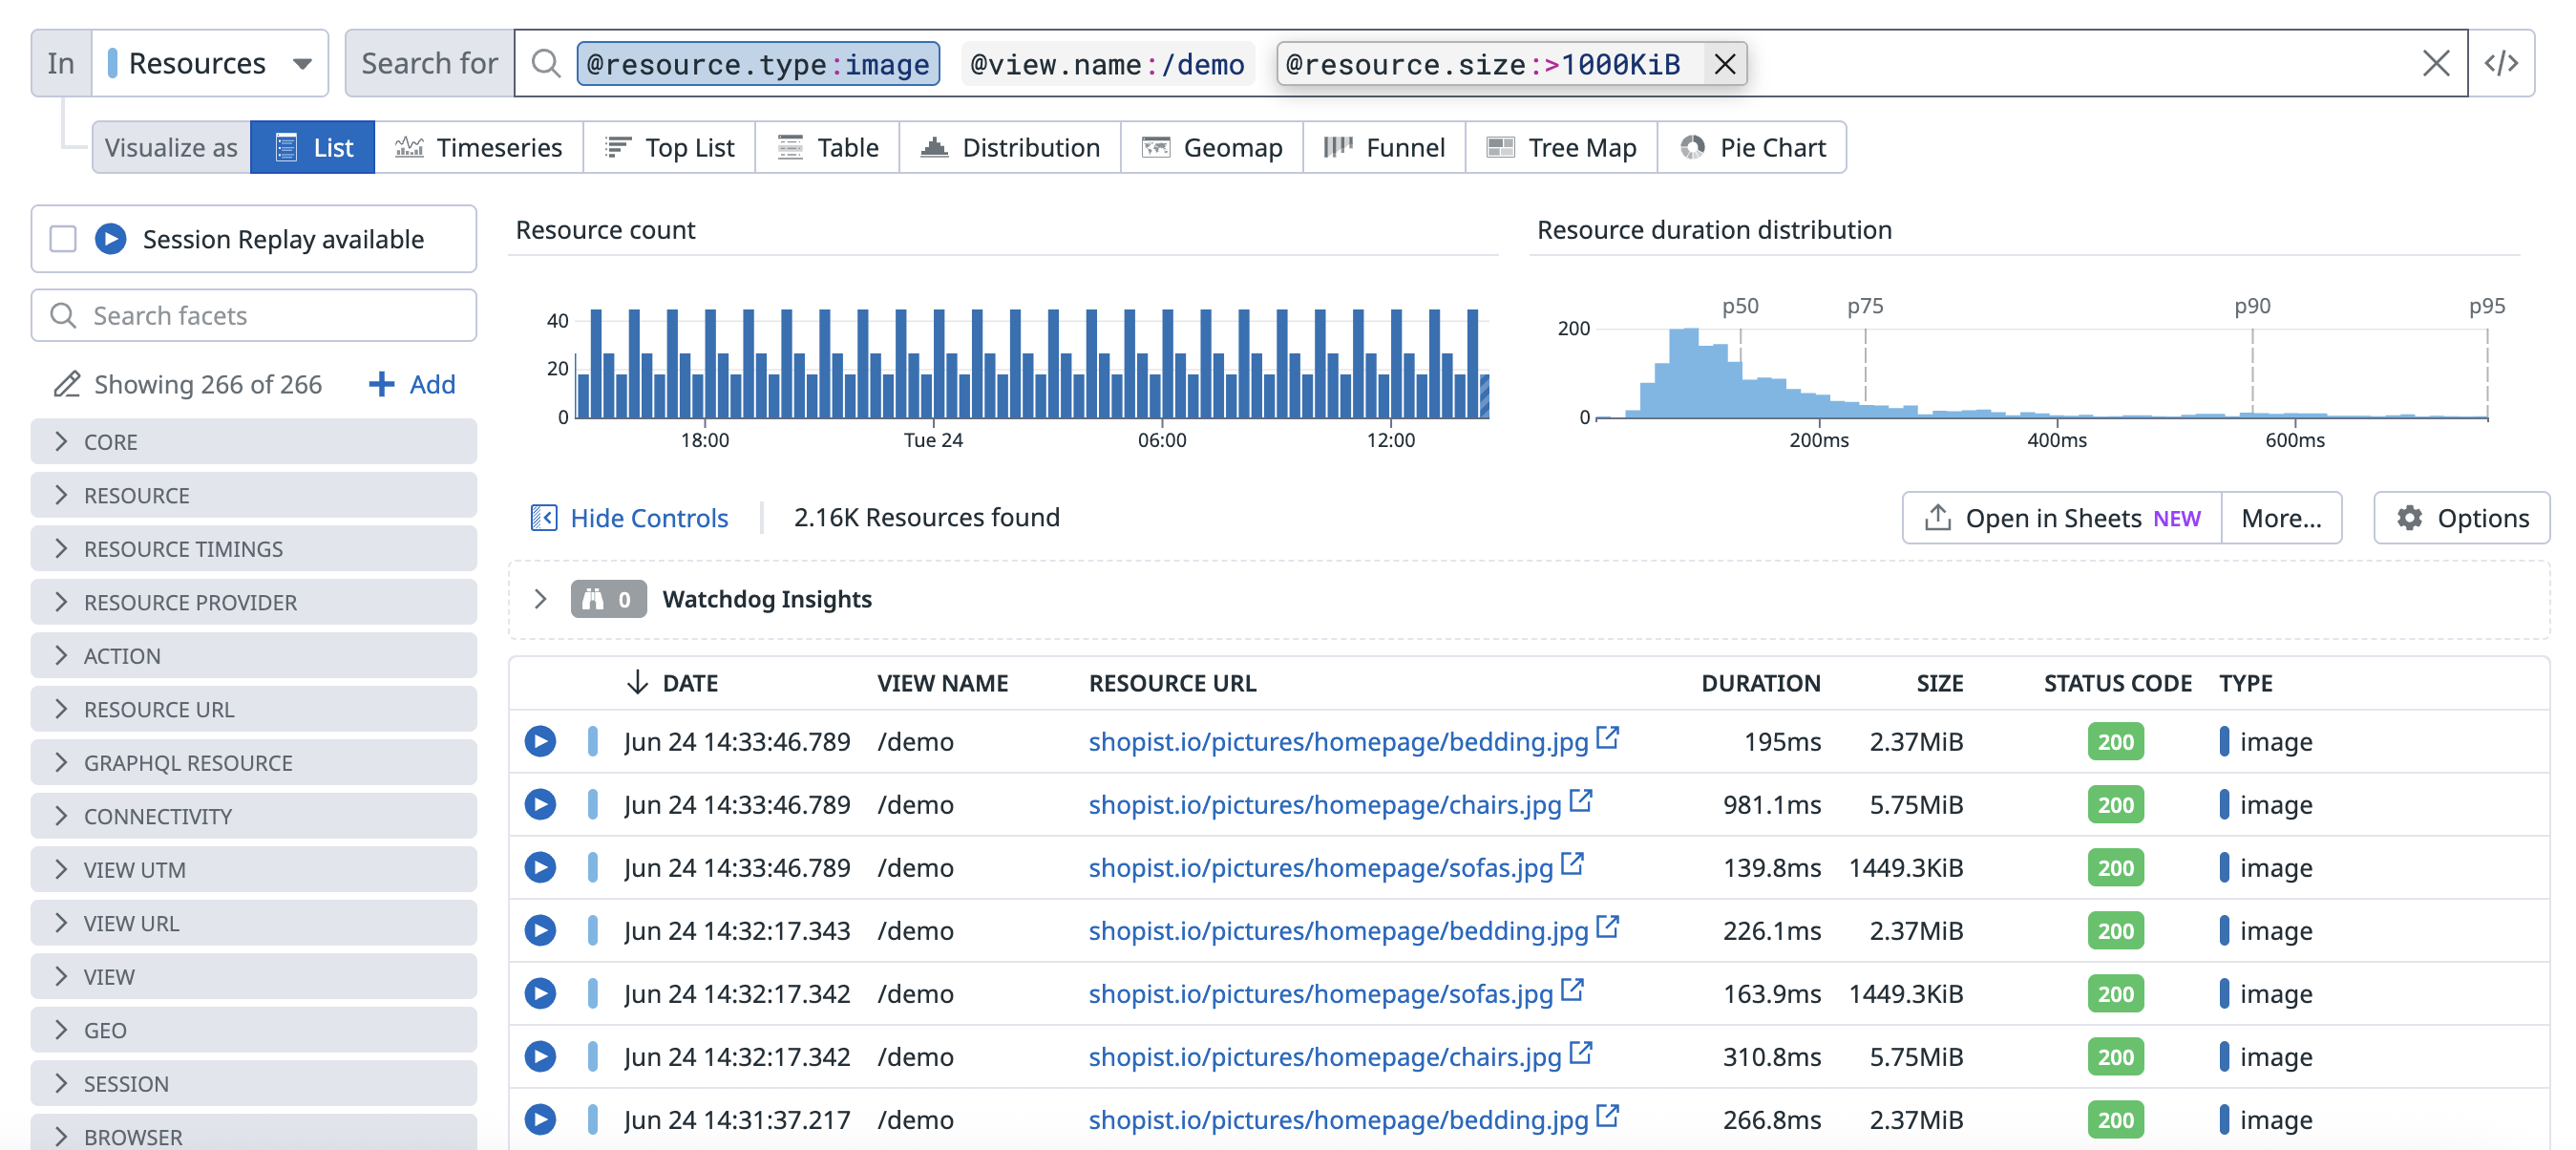 In Resources Search for @resource.type:image @view.name:/demo @resource.size:>1000KiB </>
Visualize as List Timeseries Top List Table Distribution Geomap Funnel Tree Map Pie Chart
Session Replay available
Search facets
Showing 266 of 266 + Add
CORE
RESOURCE
RESOURCE TIMINGS
RESOURCE PROVIDER
ACTION
RESOURCE URL
GRAPHQL RESOURCE
CONNECTIVITY
VIEW UTM
VIEW URL
VIEW
GEO
SESSION
BROWSER
Resource count
40
20
0
18:00 Tue 24 06:00 12:00
Resource duration distribution
p50 p75 p90 p95
200
0
200ms 400ms 600ms
Hide Controls 2.16K Resources found Open in Sheets NEW More... Options
0 Watchdog Insights
DATE VIEW NAME RESOURCE URL DURATION SIZE STATUS CODE TYPE
Jun 24 14:33:46.789 /demo shopist.io/pictures/homepage/bedding.jpg 195ms 2.37MiB 200 image
Jun 24 14:33:46.789 /demo shopist.io/pictures/homepage/chairs.jpg 981.1ms 5.75MiB 200 image
Jun 24 14:33:46.789 /demo shopist.io/pictures/homepage/sofas.jpg 139.8ms 1449.3KiB 200 image
Jun 24 14:32:17.343 /demo shopist.io/pictures/homepage/bedding.jpg 226.1ms 2.37MiB 200 image
Jun 24 14:32:17.342 /demo shopist.io/pictures/homepage/sofas.jpg 163.9ms 1449.3KiB 200 image
Jun 24 14:32:17.342 /demo shopist.io/pictures/homepage/chairs.jpg 310.8ms 5.75MiB 200 image
Jun 24 14:31:37.217 /demo shopist.io/pictures/homepage/bedding.jpg 266.8ms 2.37MiB 200 image